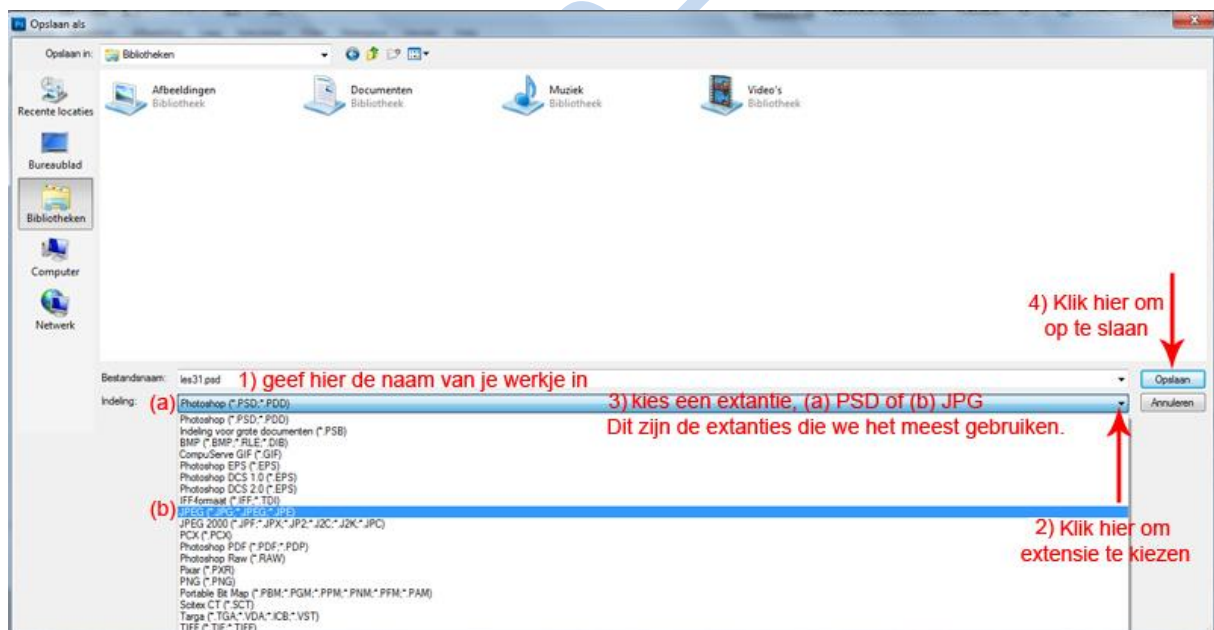 Opslaan als
Opslaan in: Bibliotheken
Afbeeldingen
Bibliotheek
Documenten
Bibliotheek
Muziek
Bibliotheek
Video's
Bibliotheek
Recente locaties
Bureaublad
Bibliotheken
Computer
Netwerk
4) Klik hier om
op te slaan
Bestandsnaam: les31.psd 1) geef hier de naam van je werkje in Opslaan
Indeling: (a) Photoshop (*.PSD;*.PDD) 3) kies een extantie, (a) PSD of (b) JPG Annuleren
Dit zijn de extanties die we het meest gebruiken.
Photoshop (*.PSD;*.PDD)
Indeling voor grote documenten (*.PSB)
BMP (*.BMP;*.RLE;*.DIB)
CompuServe GIF (*.GIF)
Photoshop EPS (*.EPS)
Photoshop DCS 1.0 (*.EPS)
Photoshop DCS 2.0 (*.EPS)
IFF-formaat (*.IFF;*.TDI)
(b) JPEG (*.JPG;*.JPEG;*.JPE)
JPEG 2000 (*.JPF;*.JPX;*.JP2;*.J2C;*.J2K;*.JPC)
PCX (*.PCX)
Photoshop PDF (*.PDF;*.PDP)
Photoshop Raw (*.RAW)
Pixar (*.PXR)
PNG (*.PNG)
Portable Bit Map (*.PBM;*.PGM;*.PPM;*.PNM;*.PFM;*.PAM)
Scitex CT (*.SCT)
Targa (*.TGA;*.VDA;*.ICB;*.VST)
TIFF (*.TIF;*.TIFF)
2) Klik hier om
extensie te kiezen